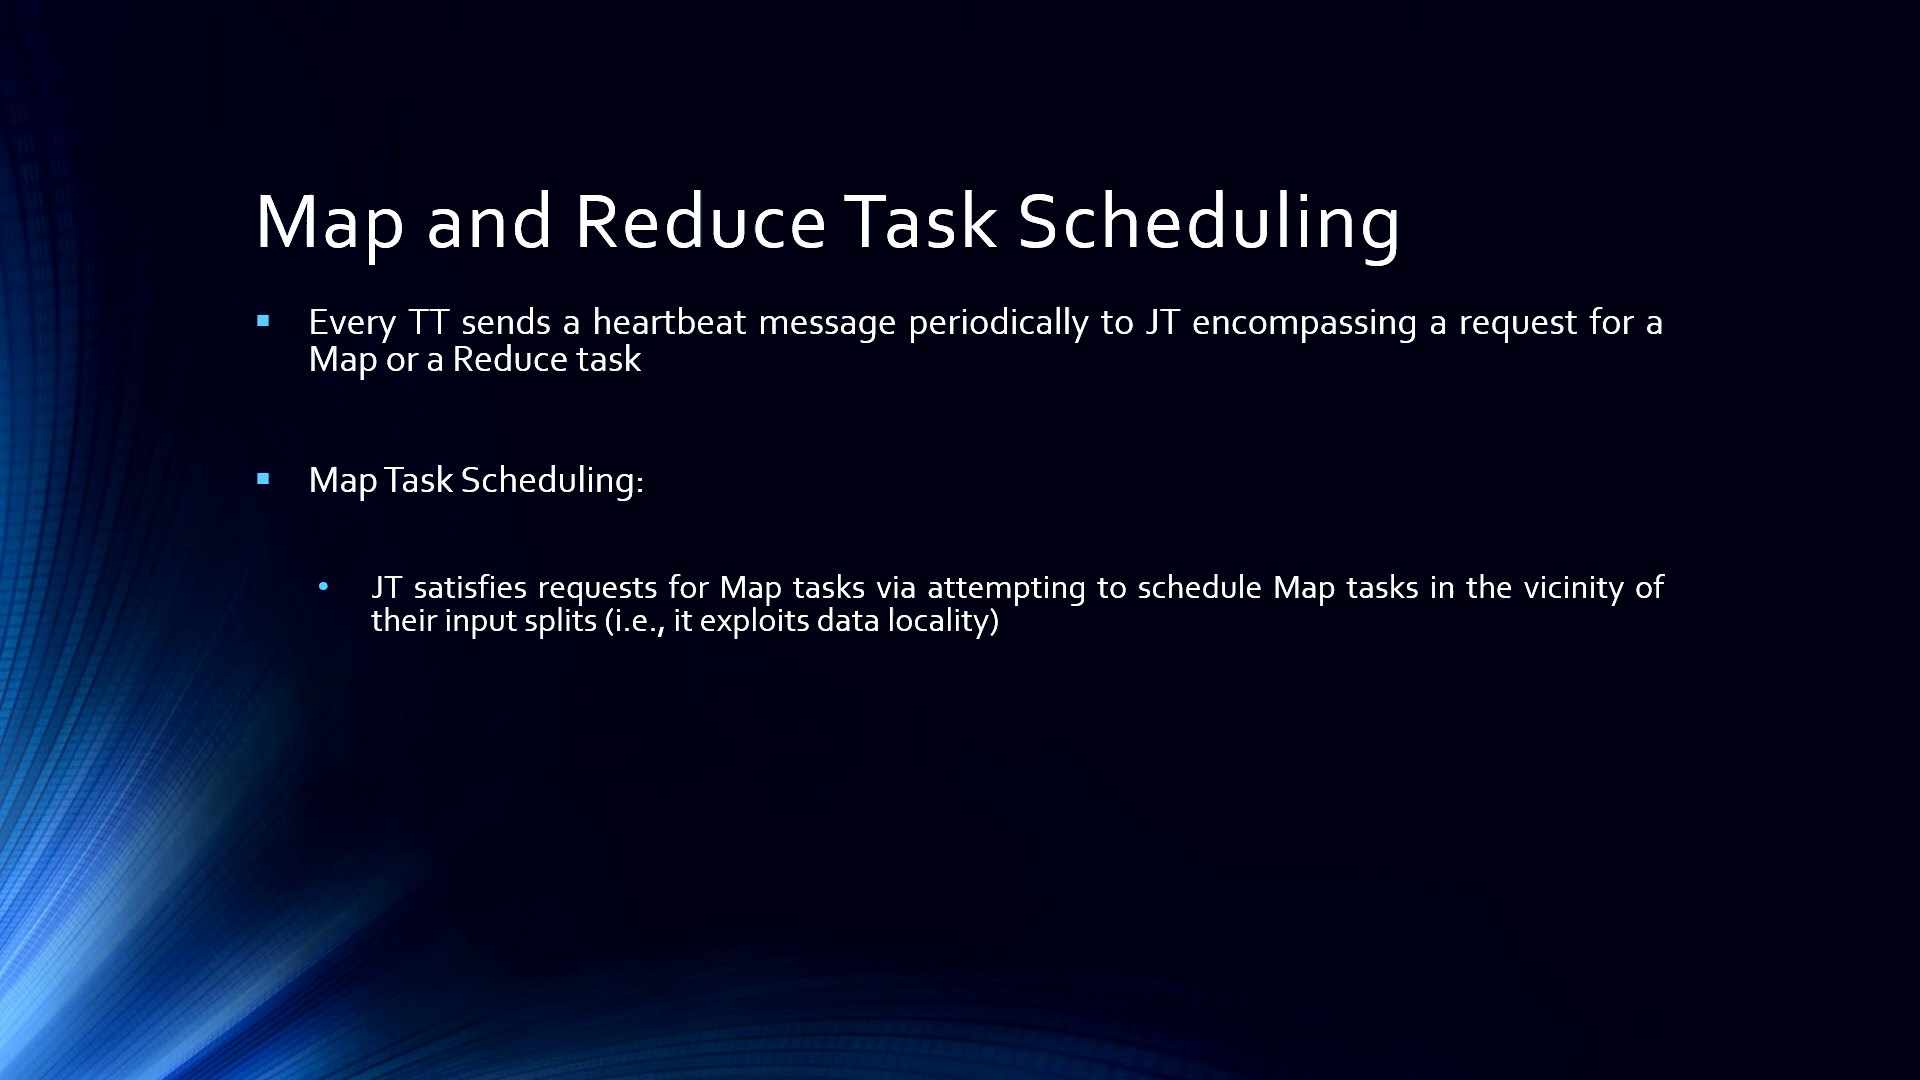 Map and Reduce Task Scheduling
▪ Every TT sends a heartbeat message periodically to JT encompassing a request for a
Map or a Reduce task
▪ Map Task Scheduling:
• JT satisfies requests for Map tasks via attempting to schedule Map tasks in the vicinity of
their input splits (i.e., it exploits data locality)